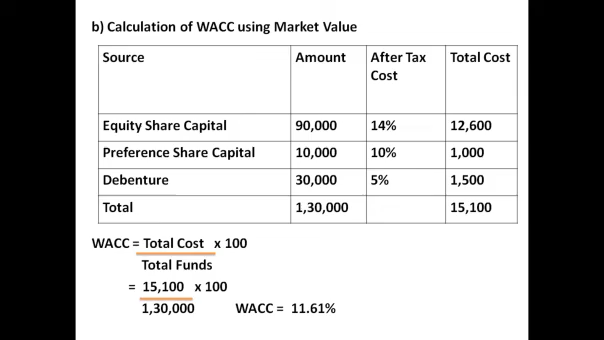 b) Calculation of WACC using Market Value
Source Amount After Tax Cost Total Cost
Equity Share Capital 90,000 14% 12,600
Preference Share Capital 10,000 10% 1,000
Debenture 30,000 5% 1,500
Total 1,30,000 15,100
WACC = Total Cost x 100
Total Funds
= 15,100 x 100
1,30,000 WACC = 11.61%